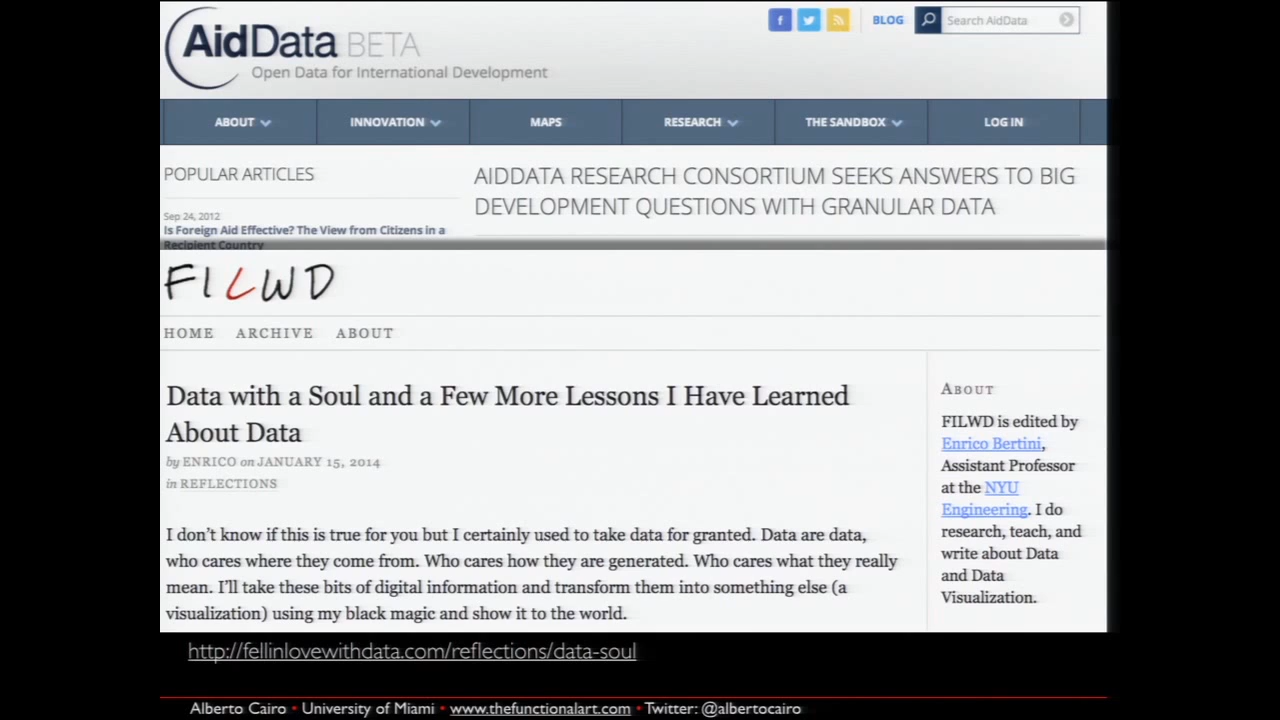 AidData BETA
Open Data for International Development
f
BLOG
Search AidData
ABOUT
INNOVATION
MAPS
RESEARCH
THE SANDBOX
LOG IN
POPULAR ARTICLES
Sep 24, 2012
Is Foreign Aid Effective? The View from Citizens in a
Recipient Country
AIDDATA RESEARCH CONSORTIUM SEEKS ANSWERS TO BIG
DEVELOPMENT QUESTIONS WITH GRANULAR DATA
FILWD
HOME ARCHIVE ABOUT
Data with a Soul and a Few More Lessons I Have Learned
About Data
by ENRICO on JANUARY 15, 2014
in REFLECTIONS
I don't know if this is true for you but I certainly used to take data for granted. Data are data,
who cares where they come from. Who cares how they are generated. Who cares what they really
mean. I'll take these bits of digital information and transform them into something else (a
visualization) using my black magic and show it to the world.
ABOUT
FILWD is edited by
Enrico Bertini,
Assistant Professor
at the NYU
Engineering. I do
research, teach, and
write about Data
and Data
Visualization.
http://fellinlovewithdata.com/reflections/data-soul
Alberto Cairo • University of Miami • www.thefunctionalart.com • Twitter: @albertocairo